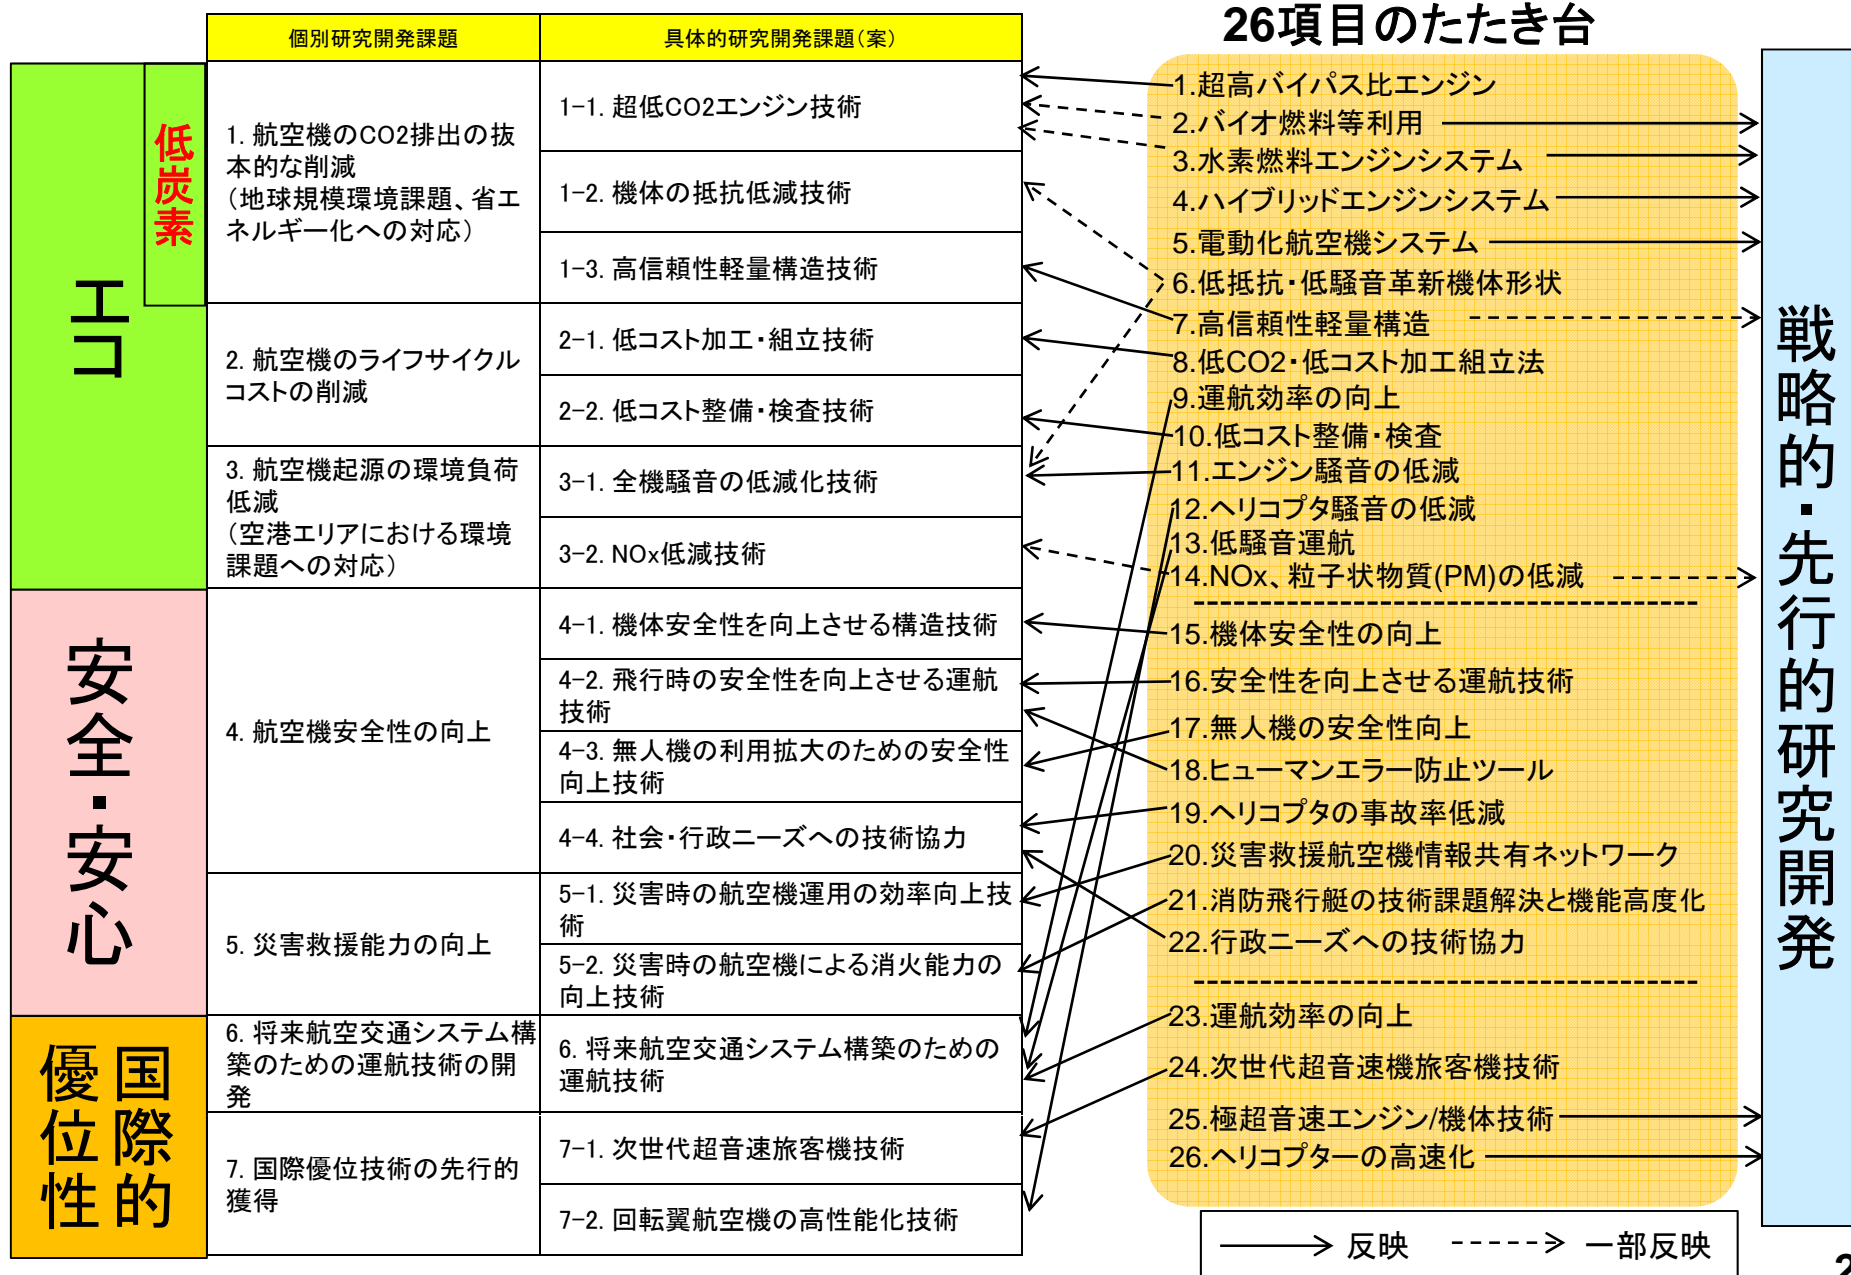 26項目のたたき台
個別研究開発課題
具体的研究開発課題(案)
エコ
低炭素
1. 航空機のCO2排出の抜
本的な削減
(地球規模環境課題、省エ
ネルギー化への対応)
1-1. 超低CO2エンジン技術
1-2. 機体の抵抗低減技術
1-3. 高信頼性軽量構造技術
2. 航空機のライフサイクル
コストの削減
2-1. 低コスト加工・組立技術
2-2. 低コスト整備・検査技術
3. 航空機起源の環境負荷
低減
(空港エリアにおける環境
課題への対応)
3-1. 全機騒音の低減化技術
3-2. NOx低減技術
安全・安心
4. 航空機安全性の向上
4-1. 機体安全性を向上させる構造技術
4-2. 飛行時の安全性を向上させる運航
技術
4-3. 無人機の利用拡大のための安全性
向上技術
4-4. 社会・行政ニーズへの技術協力
5. 災害救援能力の向上
5-1. 災害時の航空機運用の効率向上技
術
5-2. 災害時の航空機による消火能力の
向上技術
国際的
優位性
6. 将来航空交通システム構
築のための運航技術の開
発
6. 将来航空交通システム構築のための
運航技術
7. 国際優位技術の先行的
獲得
7-1. 次世代超音速旅客機技術
7-2. 回転翼航空機の高性能化技術
1.超高バイパス比エンジン
2.バイオ燃料等利用
3.水素燃料エンジンシステム
4.ハイブリッドエンジンシステム
5.電動化航空機システム
6.低抵抗・低騒音革新機体形状
7.高信頼性軽量構造
8.低CO2・低コスト加工組立法
9.運航効率の向上
10.低コスト整備・検査
11.エンジン騒音の低減
12.ヘリコプタ騒音の低減
13.低騒音運航
14.NOx、粒子状物質(PM)の低減
15.機体安全性の向上
16.安全性を向上させる運航技術
17.無人機の安全性向上
18.ヒューマンエラー防止ツール
19.ヘリコプタの事故率低減
20.災害救援航空機情報共有ネットワーク
21.消防飛行艇の技術課題解決と機能高度化
22.行政ニーズへの技術協力
23.運航効率の向上
24.次世代超音速機旅客機技術
25.極超音速エンジン/機体技術
26.ヘリコプターの高速化
反映 一部反映
戦略的・先行的研究開発